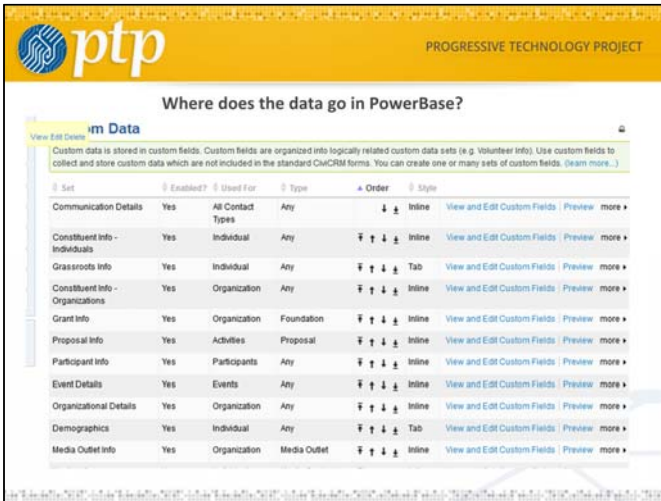 ptp
PROGRESSIVE TECHNOLOGY PROJECT
Where does the data go in PowerBase?
View Edit Delete
om Data
Custom data is stored in custom fields. Custom fields are organized into logically related custom data sets (e.g. Volunteer Info). Use custom fields to
collect and store custom data which are not included in the standard CiviCRM forms. You can create one or many sets of custom fields. (learn more...)
Set Enabled? Used For Type Order Style
Communication Details Yes All Contact Types Any Inline View and Edit Custom Fields Preview more
Constituent Info - Individuals Yes Individual Any Inline View and Edit Custom Fields Preview more
Grassroots Info Yes Individual Any Tab View and Edit Custom Fields Preview more
Constituent Info - Organizations Yes Organization Any Inline View and Edit Custom Fields Preview more
Grant Info Yes Organization Foundation Inline View and Edit Custom Fields Preview more
Proposal Info Yes Activities Proposal Inline View and Edit Custom Fields Preview more
Participant Info Yes Participants Any Inline View and Edit Custom Fields Preview more
Event Details Yes Events Any Inline View and Edit Custom Fields Preview more
Organizational Details Yes Organization Any Inline View and Edit Custom Fields Preview more
Demographics Yes Individual Any Tab View and Edit Custom Fields Preview more
Media Outlet Info Yes Organization Media Outlet Inline View and Edit Custom Fields Preview more